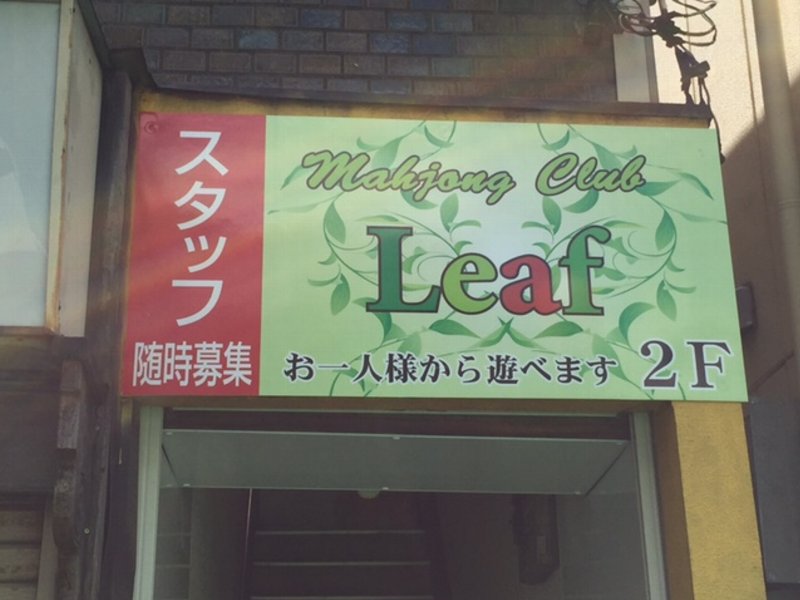 スタッフ
随時募集
Mahjong Club
Leaf
お一人様から遊べます 2F